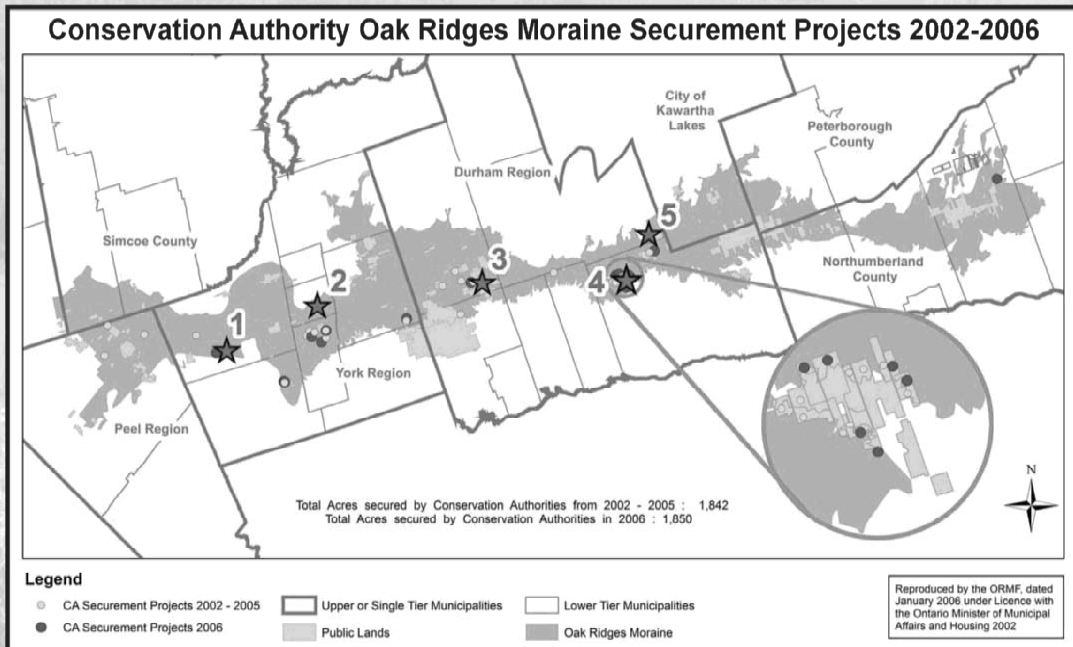 Conservation Authority Oak Ridges Moraine Securement Projects 2002-2006
City of
Kawartha
Lakes
Peterborough
County
Durham Region
Simcoe County
5
3
2
4
1
Northumberland
County
York Region
Peel Region
N
Total Acres secured by Conservation Authorities from 2002 - 2005 : 1,842
Total Acres secured by Conservation Authorities in 2006 : 1,850
Legend
CA Securement Projects 2002 - 2005
CA Securement Projects 2006
Upper or Single Tier Municipalities
Public Lands
Lower Tier Municipalities
Oak Ridges Moraine
Reproduced by the ORMF, dated
January 2006 under Licence with
the Ontario Minister of Municipal
Affairs and Housing 2002